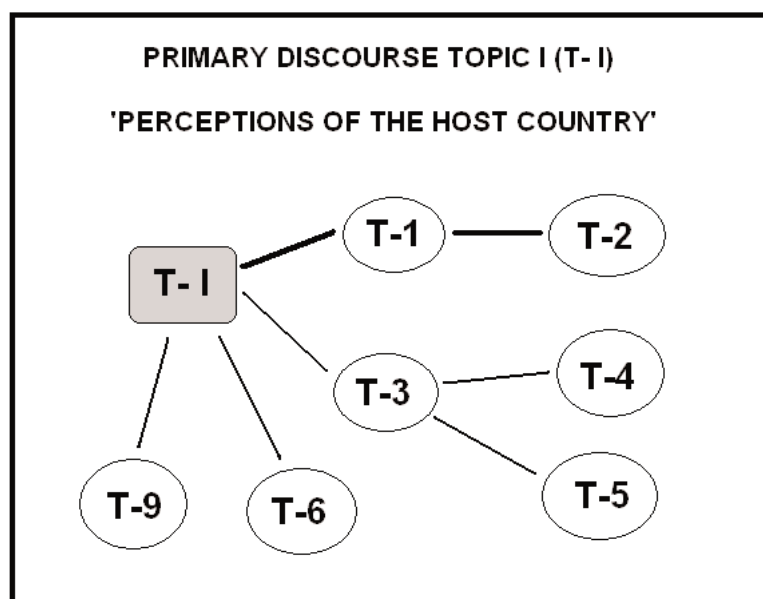 PRIMARY DISCOURSE TOPIC I (T- I)
'PERCEPTIONS OF THE HOST COUNTRY'
T-1
T-2
T- I
T-3
T-4
T-5
T-9
T-6